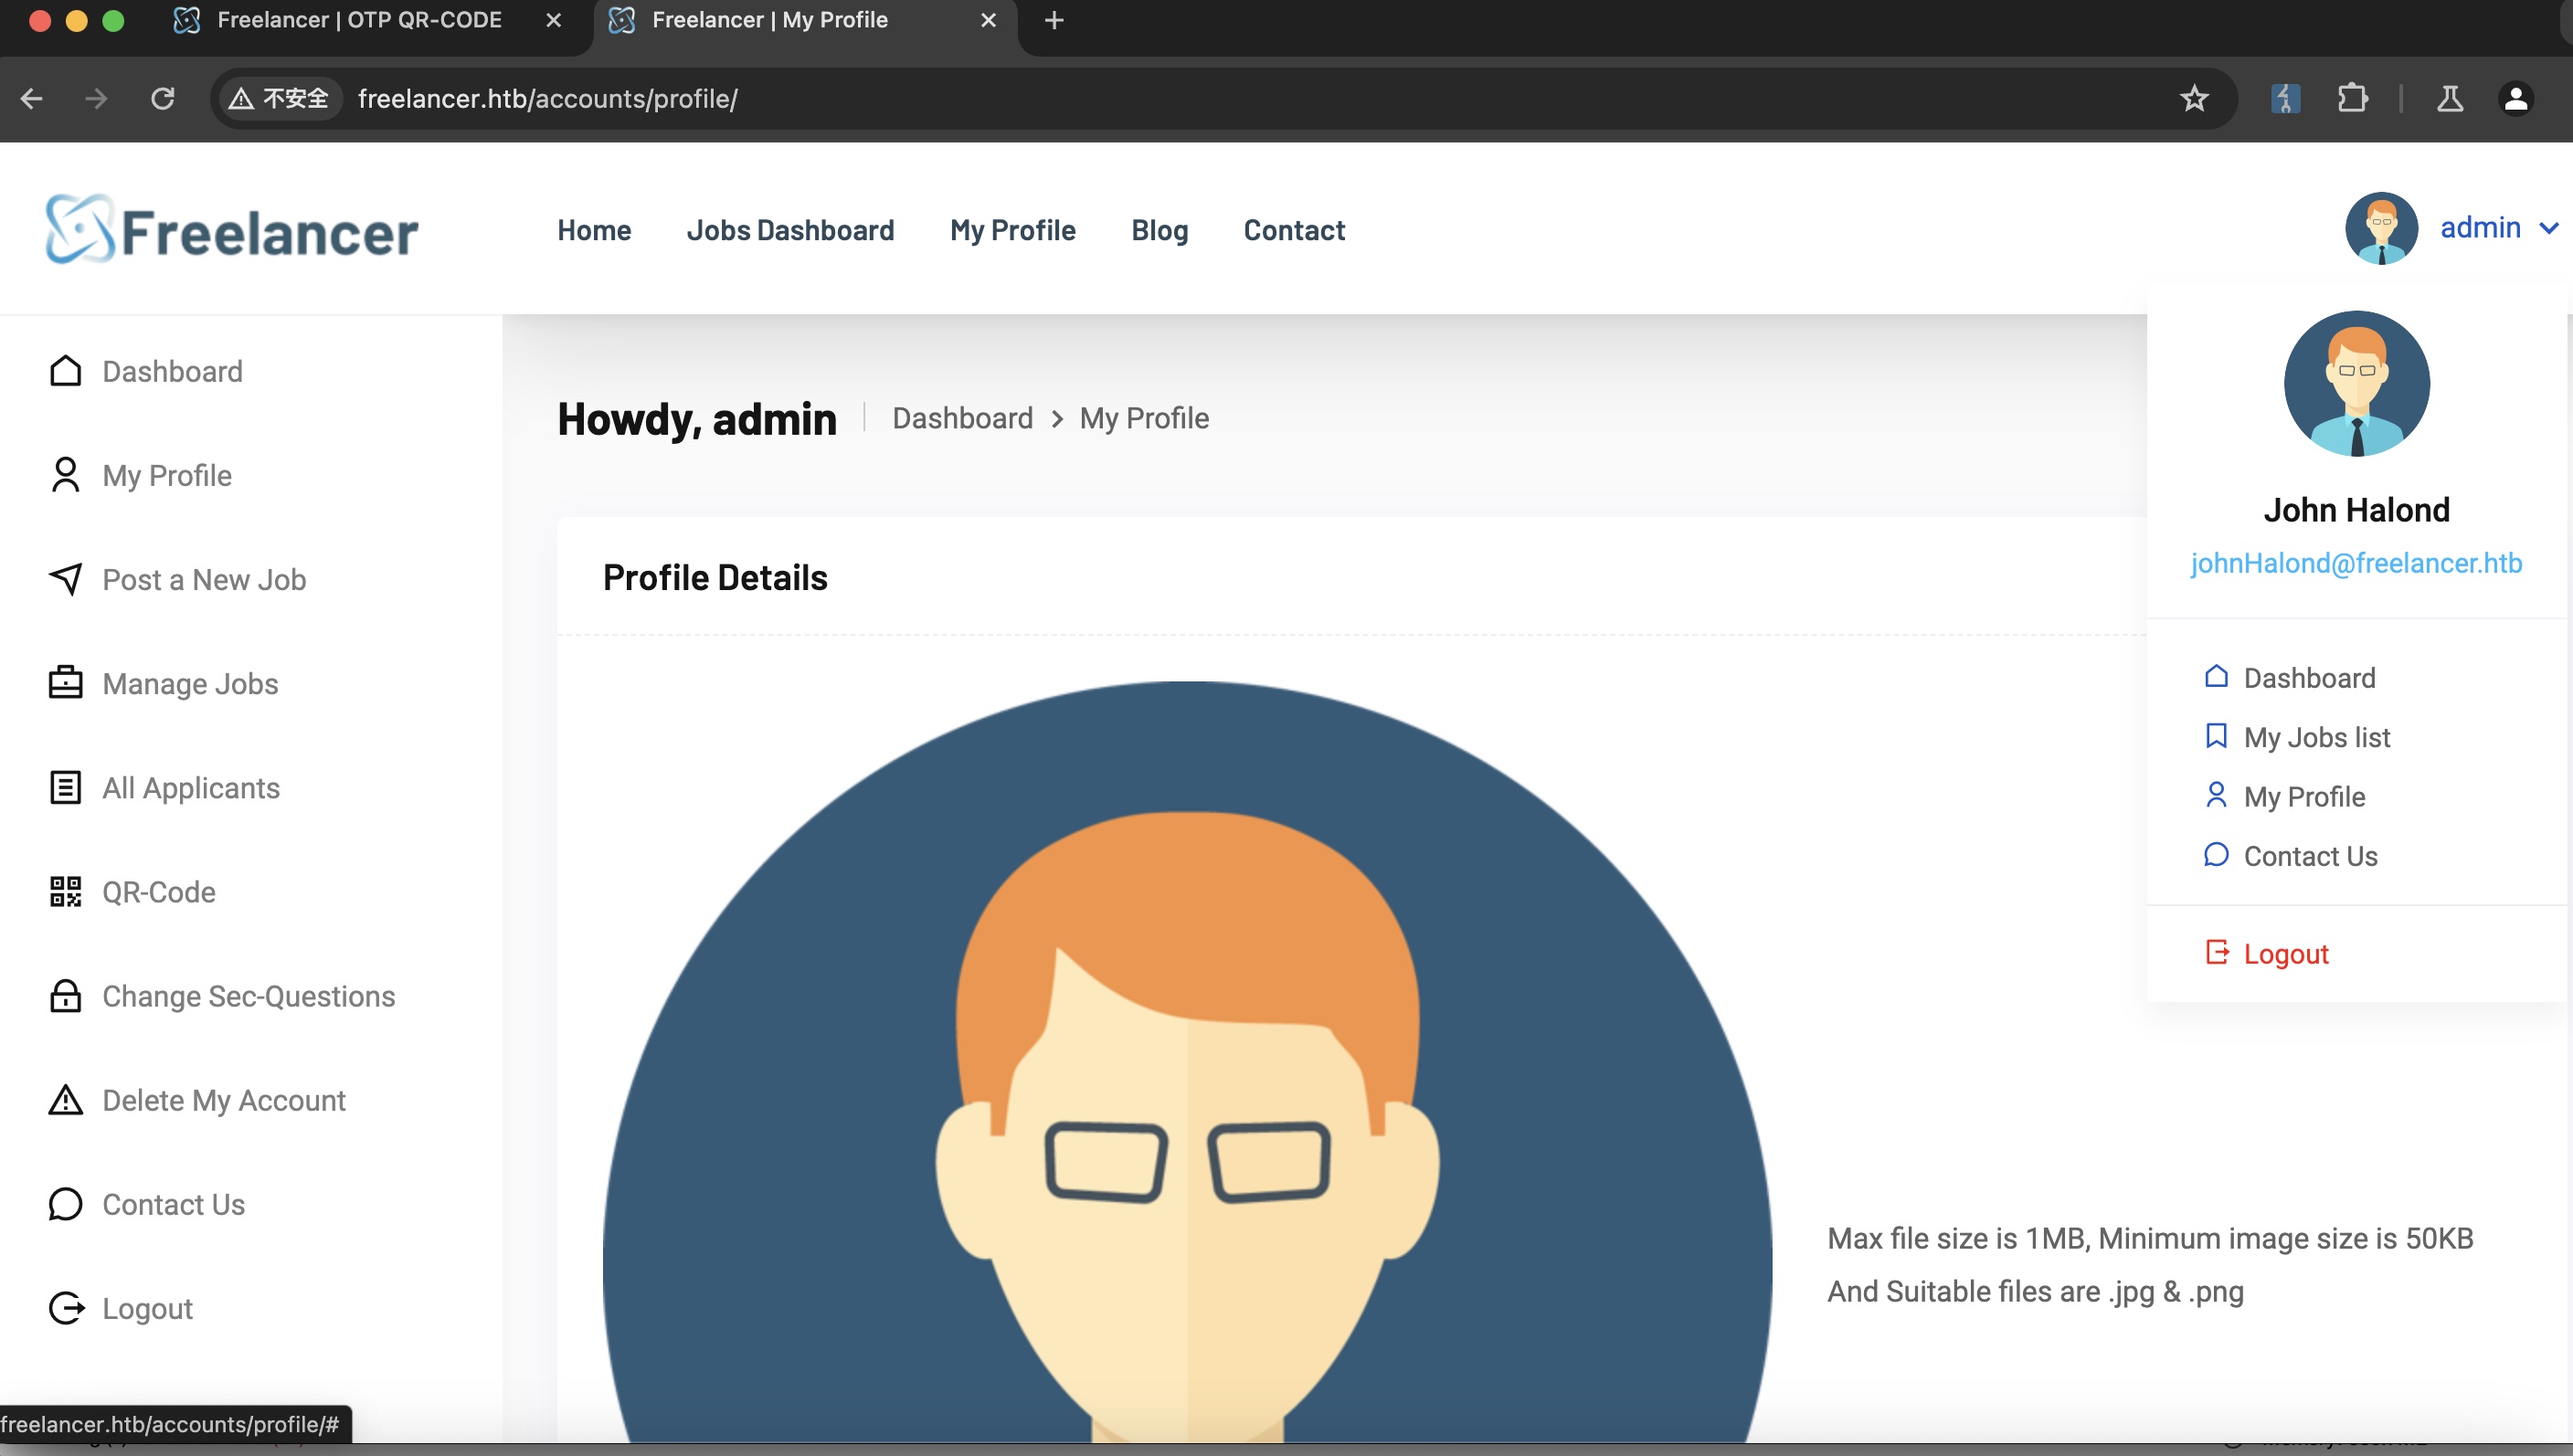 Freelancer | OTP QR-CODE
Freelancer | My Profile
不安全
freelancer.htb/accounts/profile/
Freelancer
Home
Jobs Dashboard
My Profile
Blog
Contact
admin
Dashboard
My Profile
Post a New Job
Manage Jobs
All Applicants
QR-Code
Change Sec-Questions
Delete My Account
Contact Us
Logout
Howdy, admin
Dashboard > My Profile
Profile Details
Max file size is 1MB, Minimum image size is 50KB
And Suitable files are .jpg & .png
John Halond
johnHalond@freelancer.htb
Dashboard
My Jobs list
My Profile
Contact Us
Logout
freelancer.htb/accounts/profile/#